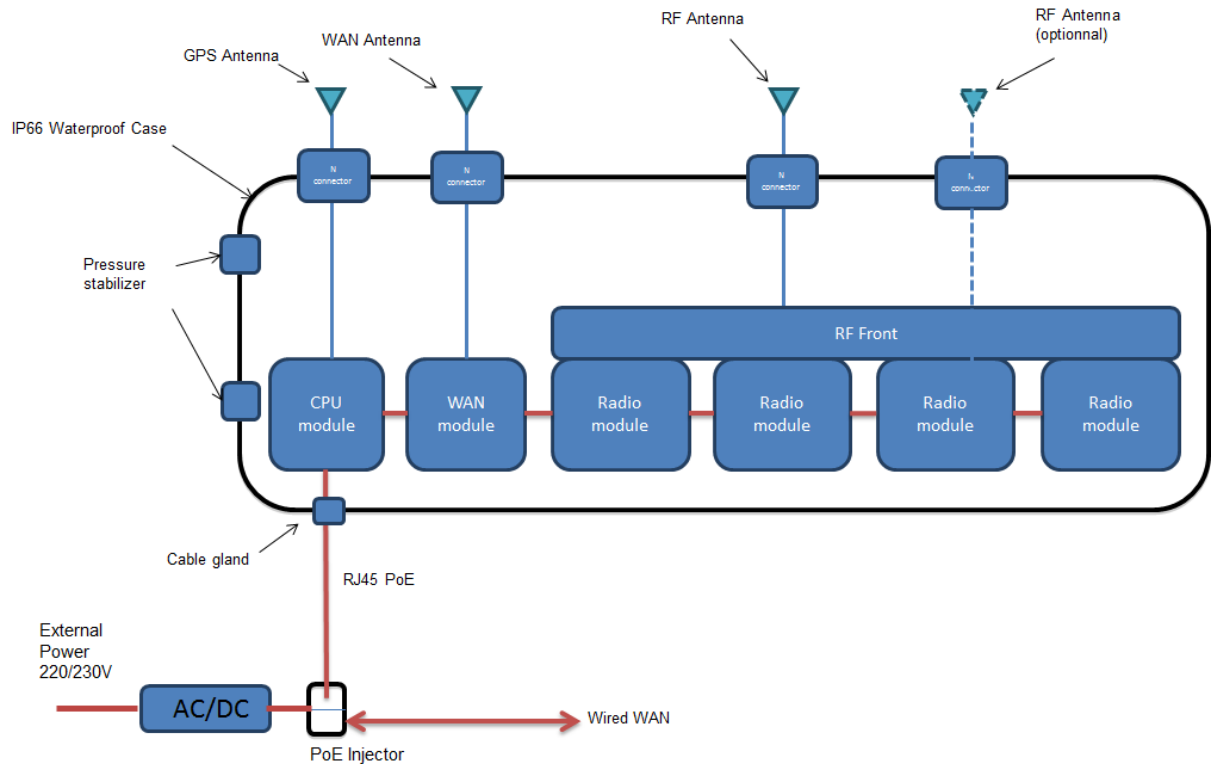 RF Antenna
RF Antenna
(optionnal)
WAN Antenna
GPS Antenna
IP66 Waterproof Case
N
connector
N
connector
N
connector
N
Pressure
stabilizer
RF Front
CPU
module
WAN
module
Radio
module
Radio
module
Radio
module
Radio
module
Cable gland
RJ45 PoE
External
Power
220/230V
AC/DC
Wired WAN
PoE Injector